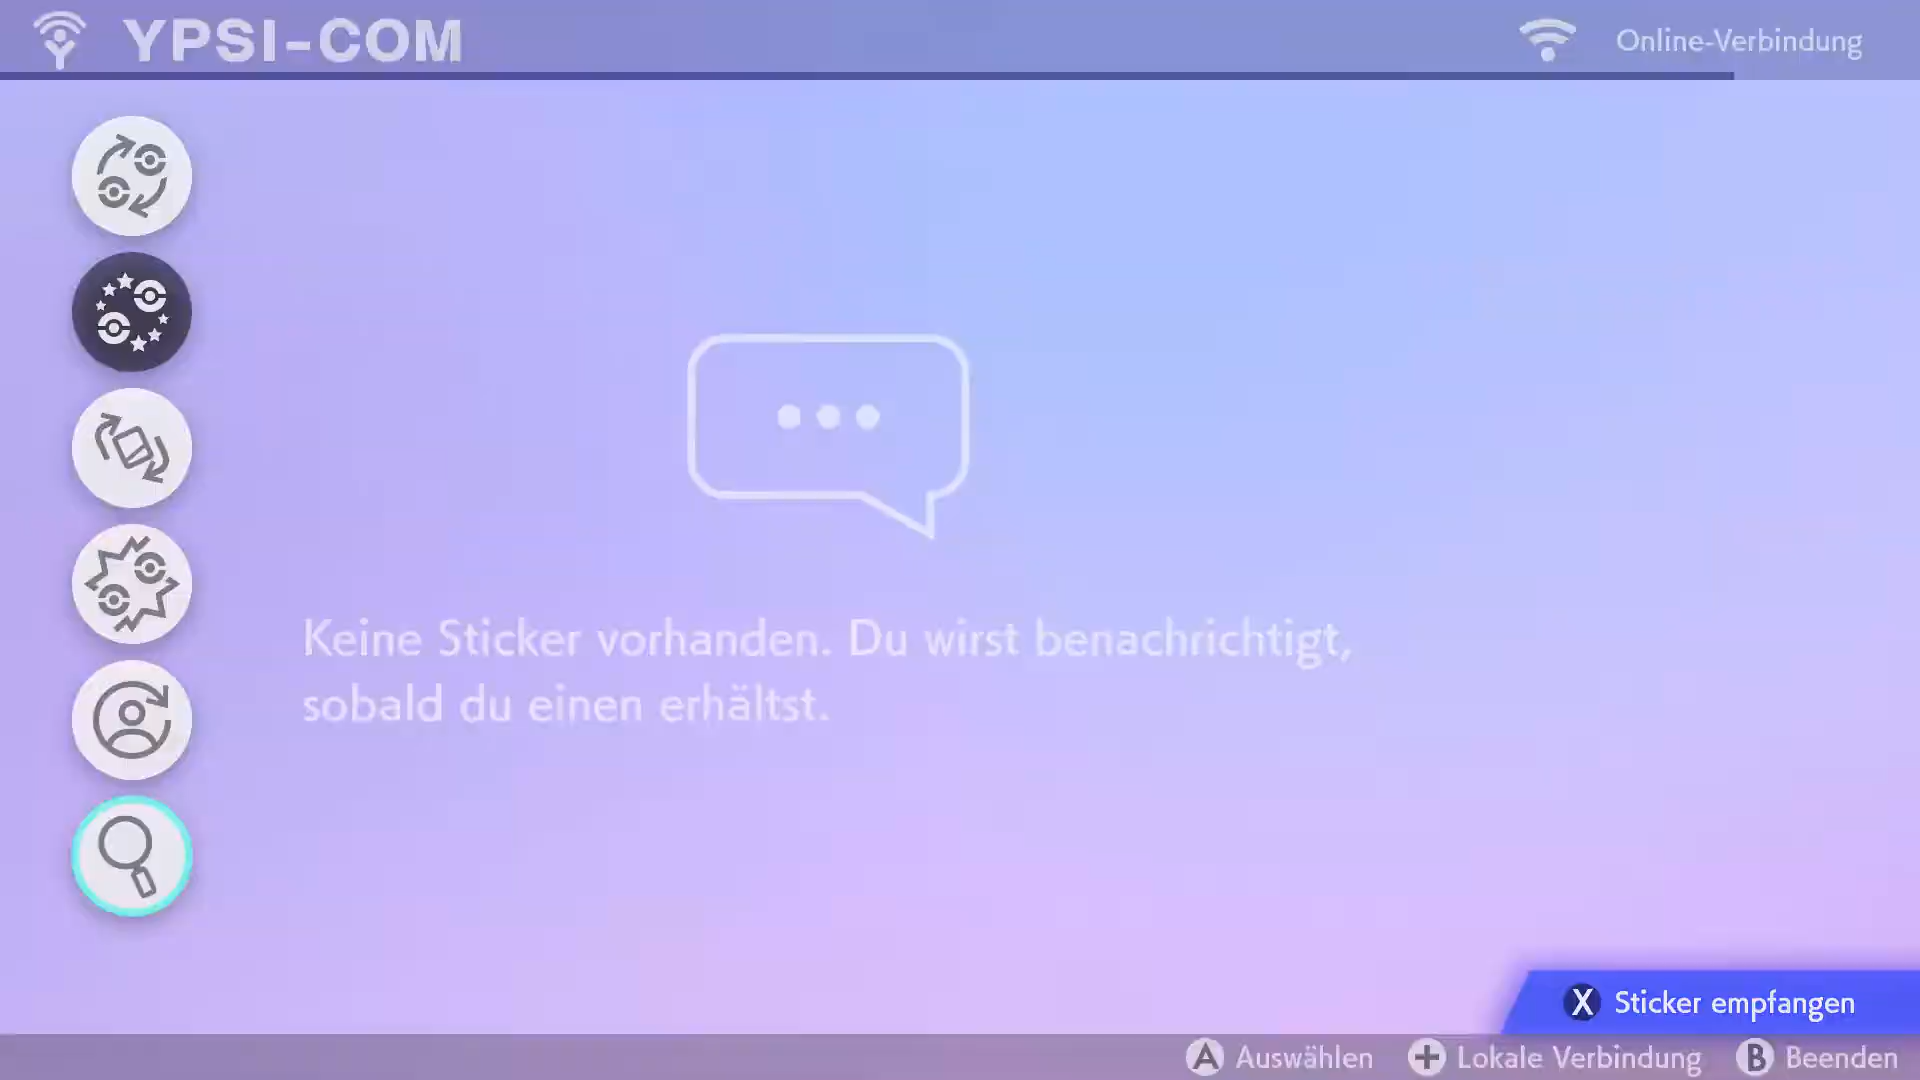 YPSI-COM
Online-Verbindung
Keine Sticker vorhanden. Du wirst benachrichtigt,
sobald du einen erhältst.
X Sticker empfangen
A Auswählen + Lokale Verbindung B Beenden